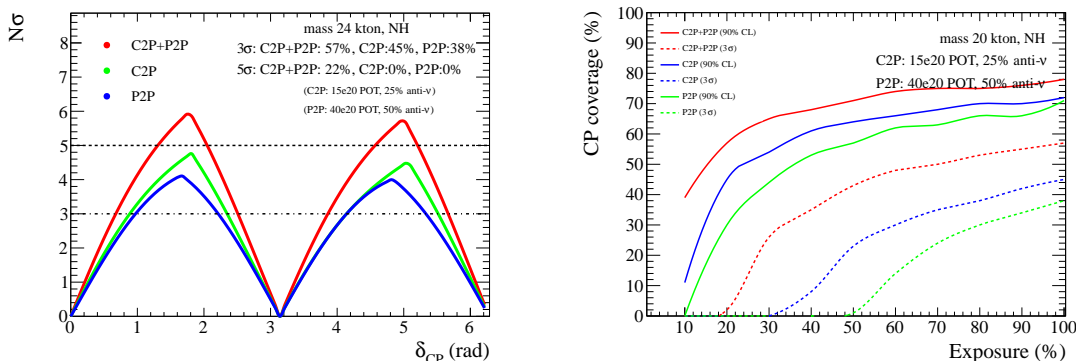 Nσ
8
7
6
5
4
3
2
1
0
0
1
2
3
4
5
6
δCP (rad)
C2P+P2P
C2P
P2P
mass 24 kton, NH
3σ: C2P+P2P: 57%, C2P:45%, P2P:38%
5σ: C2P+P2P: 22%, C2P:0%, P2P:0%
(C2P: 15e20 POT, 25% anti-ν)
(P2P: 40e20 POT, 50% anti-ν)
CP coverage (%)
100
90
80
70
60
50
40
30
20
10
0
10 20 30 40 50 60 70 80 90 100
Exposure (%)
C2P+P2P (90% CL)
C2P+P2P (3σ)
C2P (90% CL)
C2P (3σ)
P2P (90% CL)
P2P (3σ)
mass 20 kton, NH
C2P: 15e20 POT, 25% anti-ν
P2P: 40e20 POT, 50% anti-ν